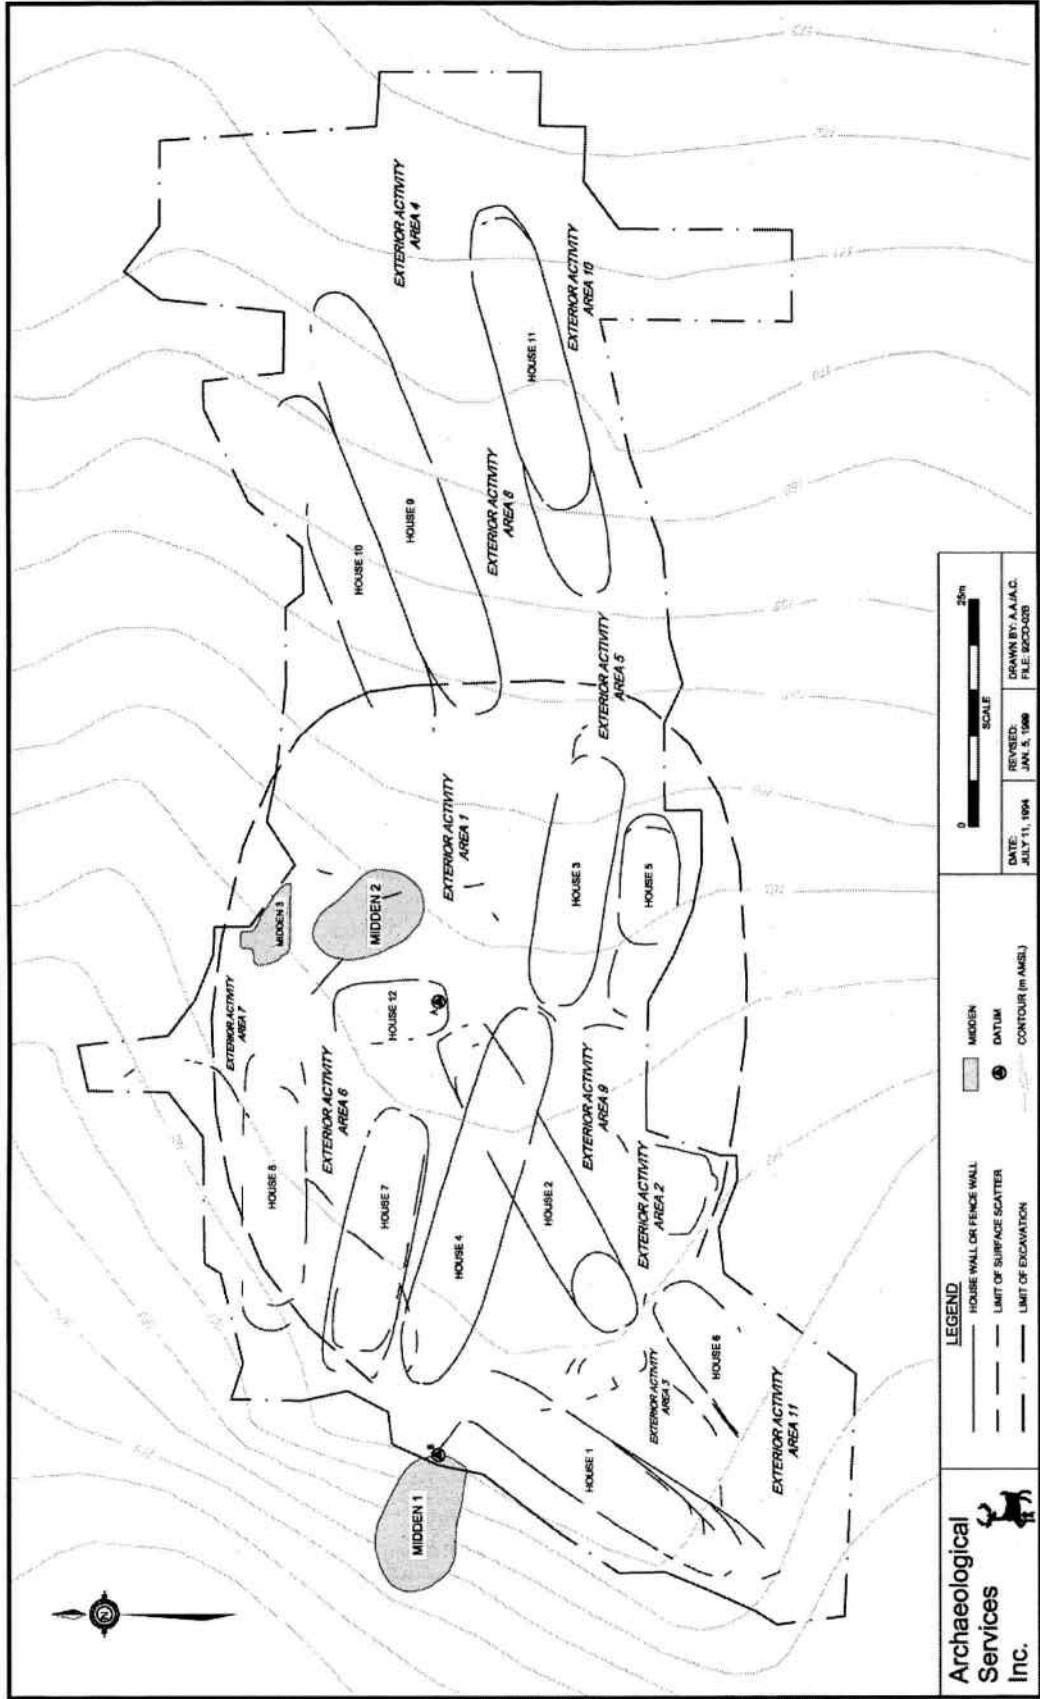 EXTERIOR ACTIVITY
AREA 7
MIDDEN 3
MIDDEN 2
HOUSE 8
EXTERIOR ACTIVITY
AREA 6
HOUSE 12
A
HOUSE 7
HOUSE 4
EXTERIOR ACTIVITY
AREA 1
HOUSE 10
HOUSE 9
EXTERIOR ACTIVITY
AREA 4
EXTERIOR ACTIVITY
AREA 8
HOUSE 11
EXTERIOR ACTIVITY
AREA 10
MIDDEN 1
HOUSE 1
HOUSE 2
EXTERIOR ACTIVITY
AREA 9
HOUSE 3
EXTERIOR ACTIVITY
AREA 5
HOUSE 5
EXTERIOR ACTIVITY
AREA 2
EXTERIOR ACTIVITY
AREA 3
HOUSE 6
EXTERIOR ACTIVITY
AREA 11
N
Archaeological
Services
Inc.
LEGEND
HOUSE WALL OR FENCE WALL
LIMIT OF SURFACE SCATTER
LIMIT OF EXCAVATION
MIDDEN
DATUM
CONTOUR (m AMSL)
0 25m
SCALE
DATE:
JULY 11, 1994
REVISED:
JAN. 5, 1999
DRAWN BY: A.A./A.C.
FILE: